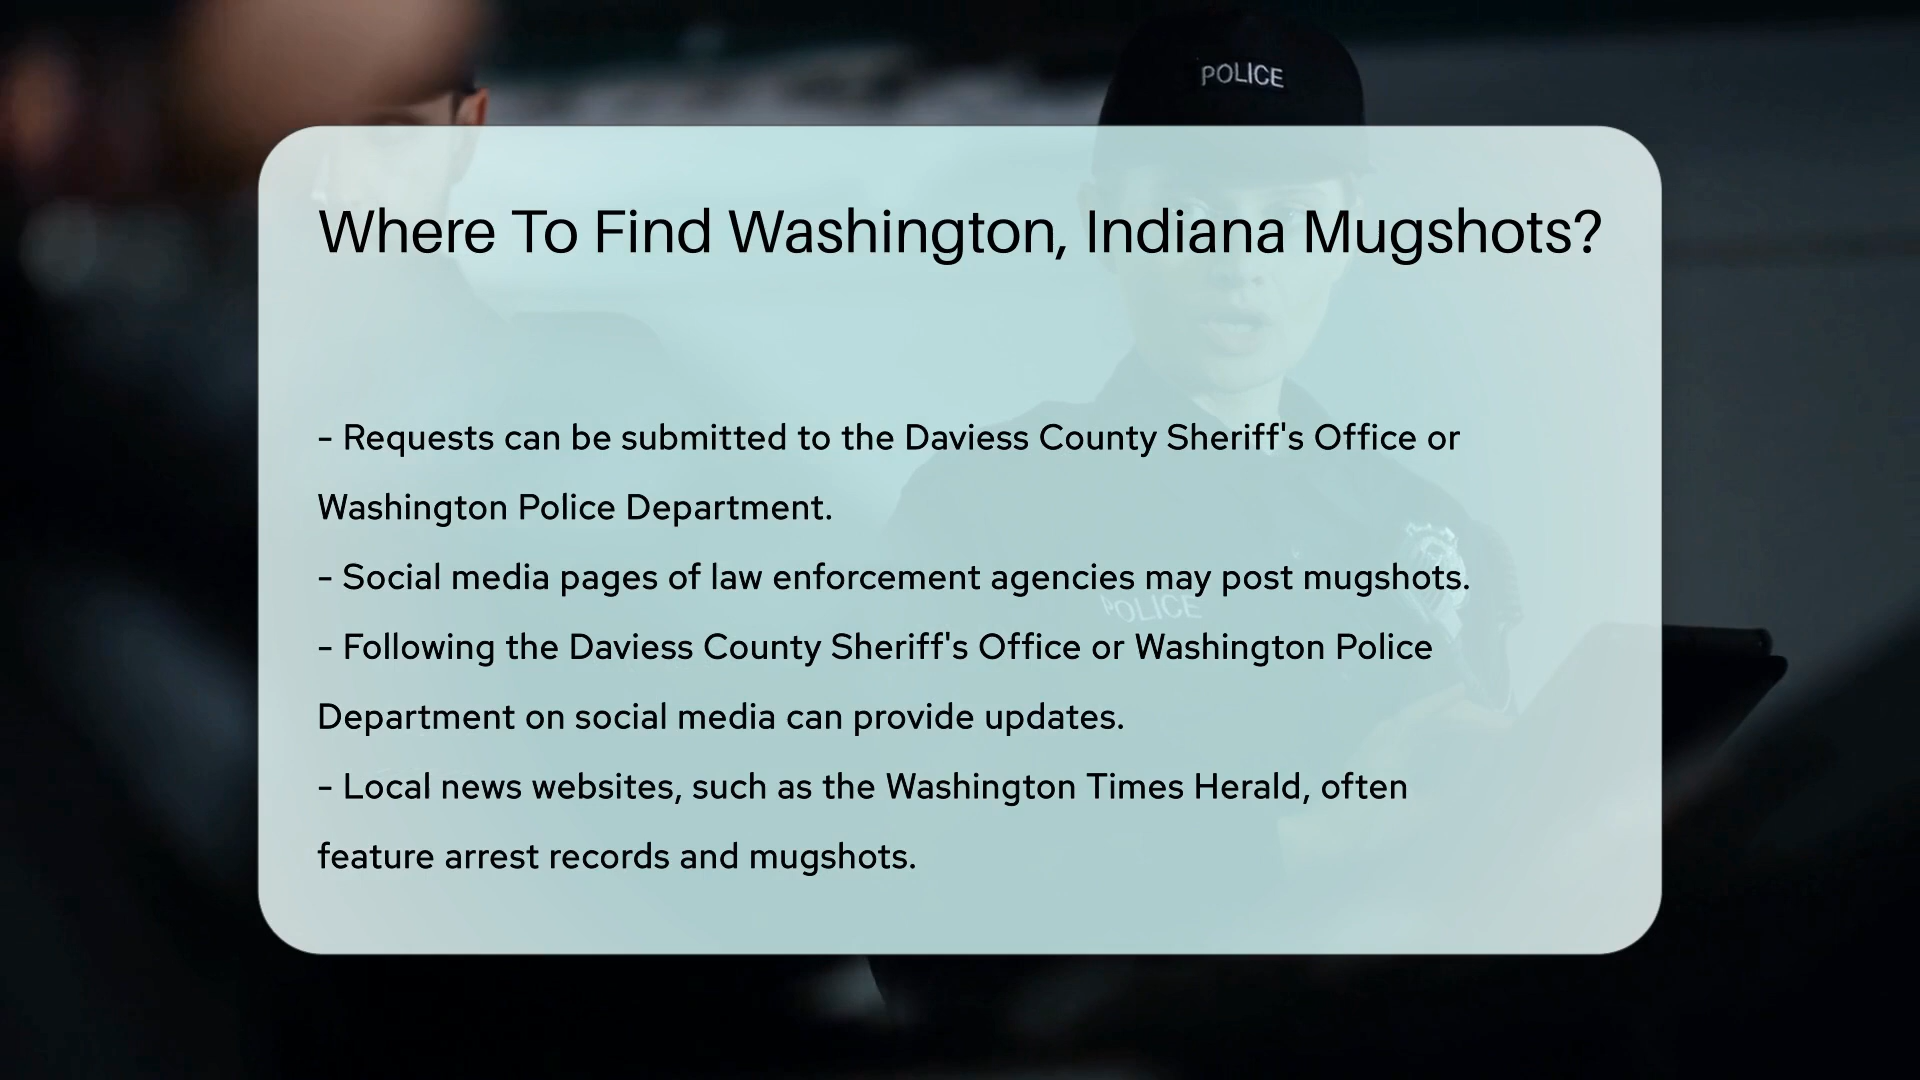 POLICE
Where To Find Washington, Indiana Mugshots?
- Requests can be submitted to the Daviess County Sheriff's Office or
Washington Police Department.
- Social media pages of law enforcement agencies may post mugshots.
POLICE
- Following the Daviess County Sheriff's Office or Washington Police
Department on social media can provide updates.
- Local news websites, such as the Washington Times Herald, often
feature arrest records and mugshots.